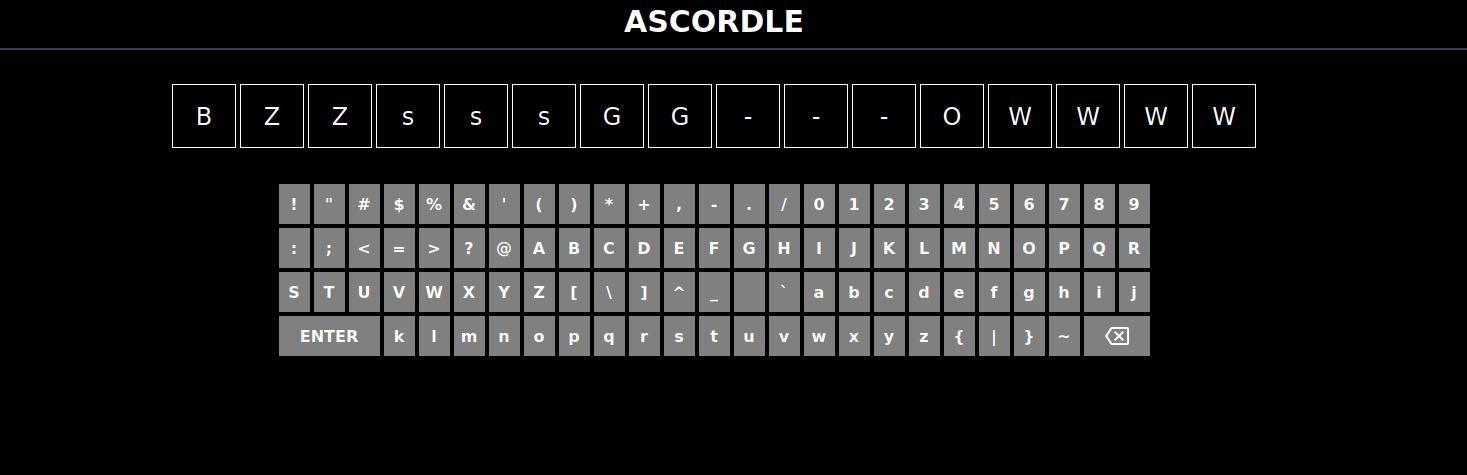 ASCORDLE
B Z Z s s s G G - - - O W W W W
! " # $ % & ' ( ) * + , - . / 0 1 2 3 4 5 6 7 8 9
: ; < = > ? @ A B C D E F G H I J K L M N O P Q R
S T U V W X Y Z [ \ ] ^ _ ` a b c d e f g h i j
ENTER k l m n o p q r s t u v w x y z { | } ~